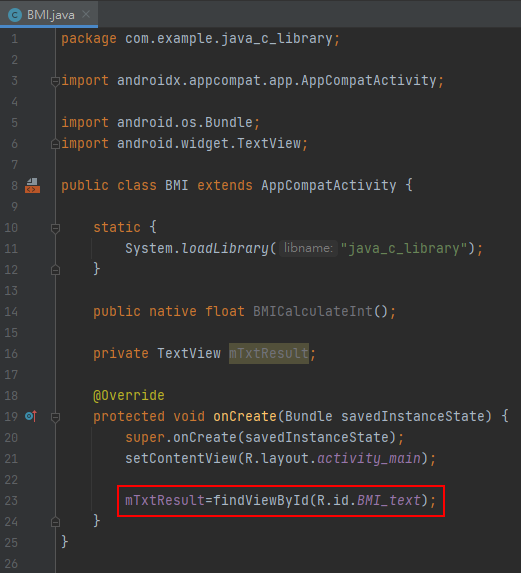 BMI.java
1 package com.example.java_c_library;
2
3 import androidx.appcompat.app.AppCompatActivity;
4
5 import android.os.Bundle;
6 import android.widget.TextView;
7
8 public class BMI extends AppCompatActivity {
9
10 static {
11 System.loadLibrary( libname: "java_c_library");
12 }
13
14 public native float BMICalculateInt();
15
16 private TextView mTxtResult;
17
18 @Override
19 protected void onCreate(Bundle savedInstanceState) {
20 super.onCreate(savedInstanceState);
21 setContentView(R.layout.activity_main);
22
23 mTxtResult=findViewById(R.id.BMI_text);
24 }
25 }
26